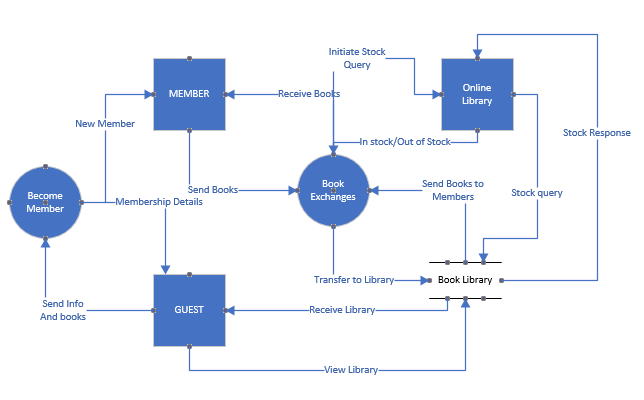 Initiate Stock
Query
MEMBER
Receive Books
Online
Library
New Member
Stock Response
In stock/Out of Stock
Become
Member
Membership Details
Send Books
Book
Exchanges
Send Books to
Members
Stock query
Transfer to Library
Book Library
Send Info
And books
GUEST
Receive Library
View Library